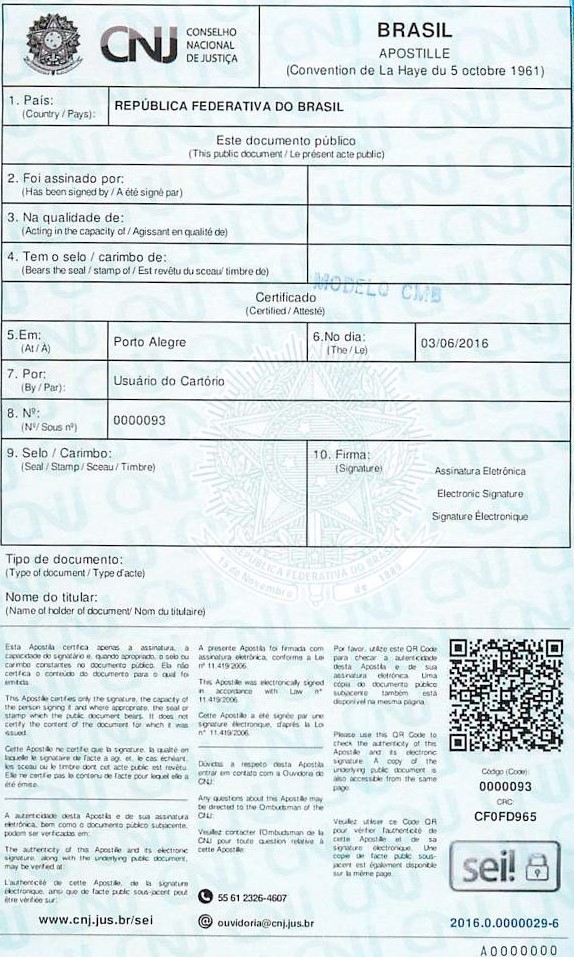 CNJ
CONSELHO
NACIONAL
DE JUSTIÇA
BRASIL
APOSTILLE
(Convention de La Haye du 5 octobre 1961)
1. País:
(Country / Pays):
REPÚBLICA FEDERATIVA DO BRASIL
Este documento público
(This public document / Le présent acte public)
2. Foi assinado por:
(Has been signed by / A été signé par)
3. Na qualidade de:
(Acting in the capacity of / Agissant en qualité de)
4. Tem o selo / carimbo de:
(Bears the seal / stamp of / Est revêtu du sceau/ timbre de)
MODELO CMB
Certificado
(Certified / Attesté)
5.Em:
(At / À)
Porto Alegre
6.No dia:
(The / Le)
03/06/2016
7. Por:
(By / Par):
Usuário do Cartório
8. Nº:
(Nº/ Sous nº)
0000093
9. Selo / Carimbo:
(Seal / Stamp / Sceau / Timbre)
10. Firma:
(Signature)
Assinatura Eletrônica
Electronic Signature
Signature Électronique
REPÚBLICA FEDERATIVA DO BRASIL
15 de Novembro de 1889
Tipo de documento:
(Type of document / Type d'acte)
Nome do titular:
(Name of holder of document/ Nom du titulaire)
Esta Apostila certifica apenas a assinatura, a
capacidade do signatário e, quando apropriado, o selo ou
carimbo constantes no documento público. Ela não
certifica o conteúdo do documento para o qual foi
emitida.
This Apostille certifies only the signature, the capacity of
the person signing it and where appropriate, the seal or
stamp which the public document bears. It does not
certify the content of the document for which it was
issued.
Cette Apostille ne certifie que la signature, la qualité en
laquelle le signataire de l'acte a agi, et, le cas échéant,
les sceau ou le timbre dont cet acte public est revêtu.
Elle ne certifie pas le contenu de l'acte pour lequel elle a
été émise.
A autenticidade desta Apostila e de sua assinatura
eletrônica, bem como o documento público subjacente,
podem ser verificadas em:
The authenticity of this Apostille and its electronic
signature, along with the underlying public document,
may be verified at:
L'authenticité de cette Apostille, de la signature
électronique, ainsi que de l'acte public sous-jacent peut
être vérifiée sur:
www.cnj.jus.br/sei
A presente Apostila foi firmada com
assinatura eletrônica, conforme a Lei
nº 11.419/2006.
This Apostille was electronically signed
in accordance with Law nº
11.419/2006.
Cette Apostille a été signée par une
signature électronique, d'après la Loi
nº 11.419/2006.
Dúvidas a respeito desta Apostila
entrar em contato com a Ouvidoria do
CNJ:
Any questions about this Apostille may
be directed to the Ombudsman of the
CNJ:
Veuillez contacter l'Ombudsman de la
CNJ pour toute question relative à
cette Apostille:
55 61 2326-4607
ouvidoria@cnj.jus.br
Por favor, utilize este QR Code
para checar a autenticidade
desta Apostila e de sua
assinatura eletrônica. Uma
cópia do documento público
subjacente também está
disponível na mesma página.
Please use this QR Code to
check the authenticity of this
Apostille and its electronic
signature. A copy of the
underlying public document is
also accessible from the same
page.
Veuillez utiliser ce Code QR
pour vérifier l'authenticité de
cette Apostille et de sa
signature électronique. Une
copie de l'acte public sous-
jacent est également disponible
sur la même page.
Código (Code):
0000093
CRC:
CF0FD965
sei!
2016.0.0000029-6
A0000000